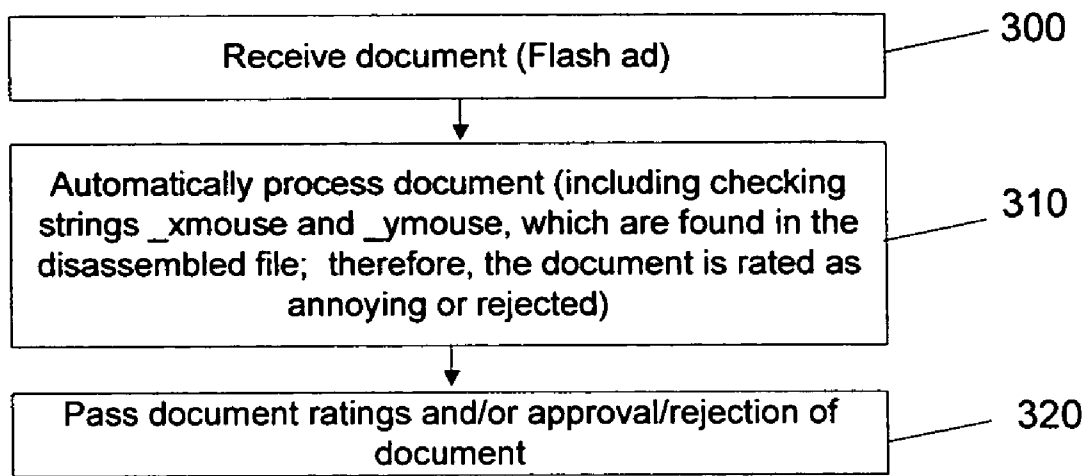 Receive document (Flash ad)
300
Automatically process document (including checking
strings _xmouse and _ymouse, which are found in the
disassembled file; therefore, the document is rated as
annoying or rejected)
310
Pass document ratings and/or approval/rejection of
document
320